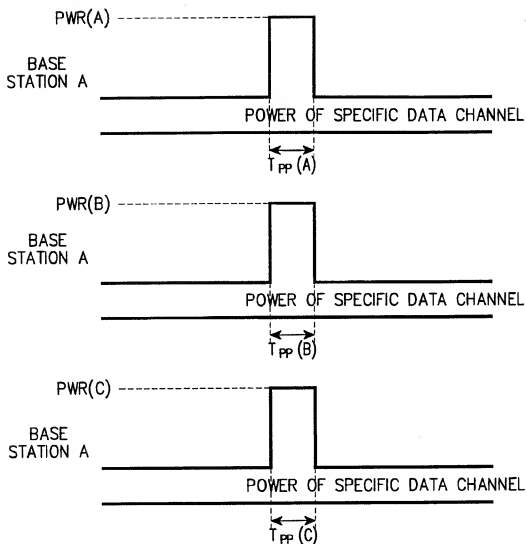 PWR(A)
BASE
STATION A
POWER OF SPECIFIC DATA CHANNEL
TPP(A)
PWR(B)
BASE
STATION A
POWER OF SPECIFIC DATA CHANNEL
TPP(B)
PWR(C)
BASE
STATION A
POWER OF SPECIFIC DATA CHANNEL
TPP(C)